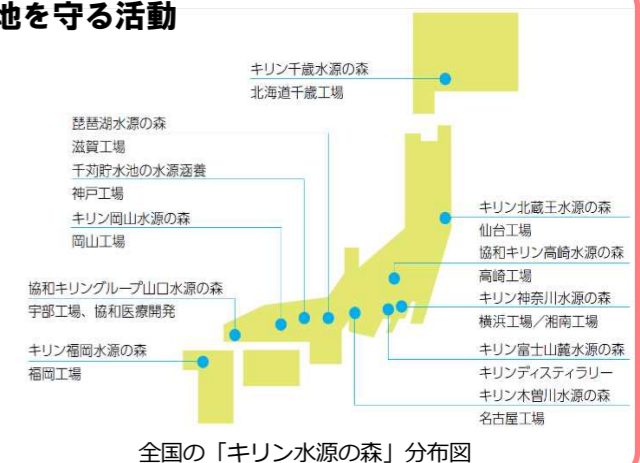 地を守る活動
キリン千歳水源の森
北海道千歳工場
琵琶湖水源の森
滋賀工場
千苅貯水池の水源涵養
神戸工場
キリン岡山水源の森
岡山工場
協和キリングループ山口水源の森
宇部工場、協和医療開発
キリン福岡水源の森
福岡工場
キリン北蔵王水源の森
仙台工場
協和キリン高崎水源の森
高崎工場
キリン神奈川水源の森
横浜工場/湘南工場
キリン富士山麓水源の森
キリンディスティラリー
キリン木曽川水源の森
名古屋工場
全国の「キリン水源の森」分布図